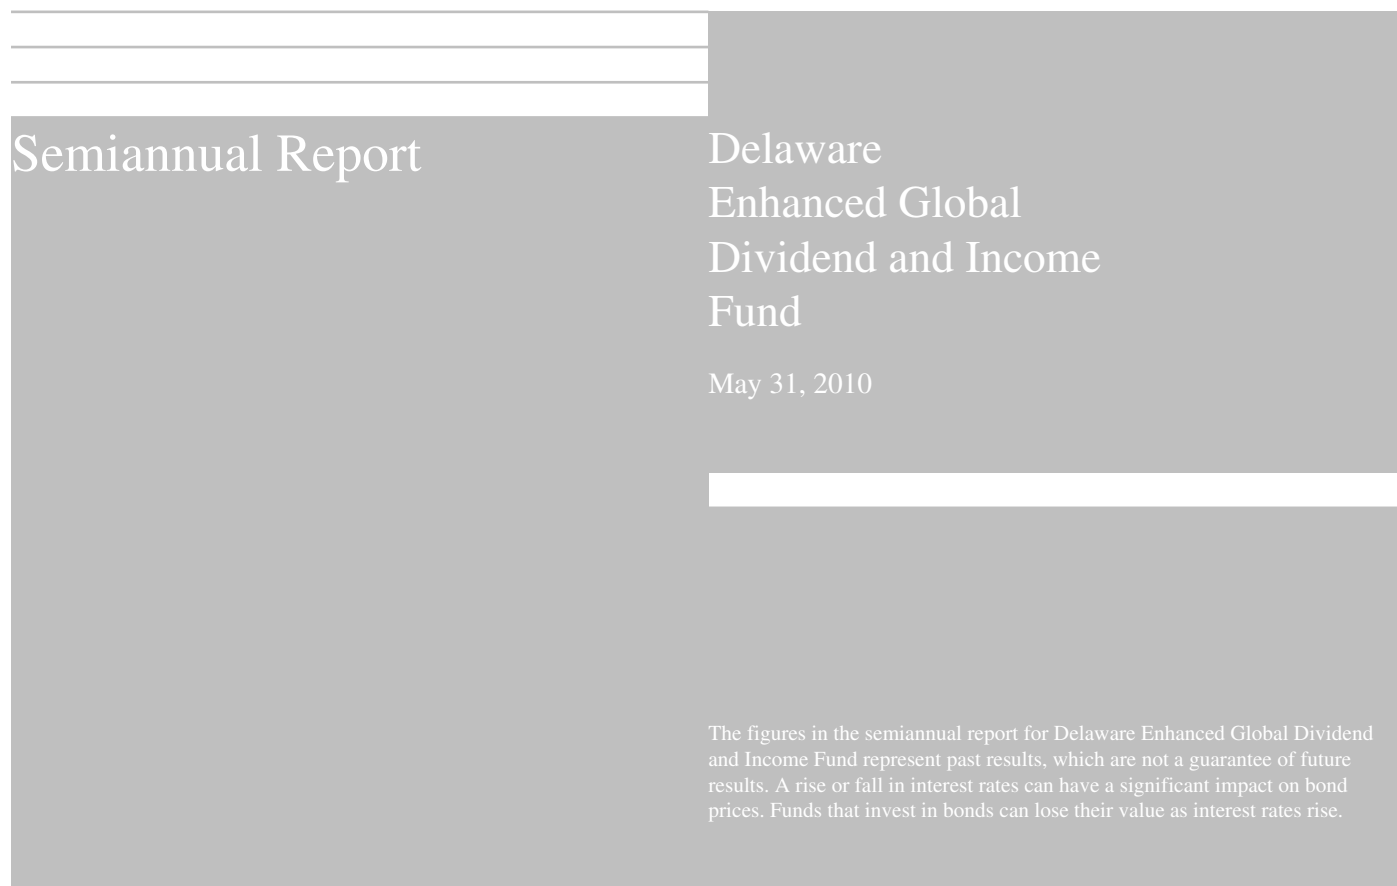 Semiannual Report
Delaware
Enhanced Global
Dividend and Income
Fund
May 31, 2010
The figures in the semiannual report for Delaware Enhanced Global Dividend
and Income Fund represent past results, which are not a guarantee of future
results. A rise or fall in interest rates can have a significant impact on bond
prices. Funds that invest in bonds can lose their value as interest rates rise.